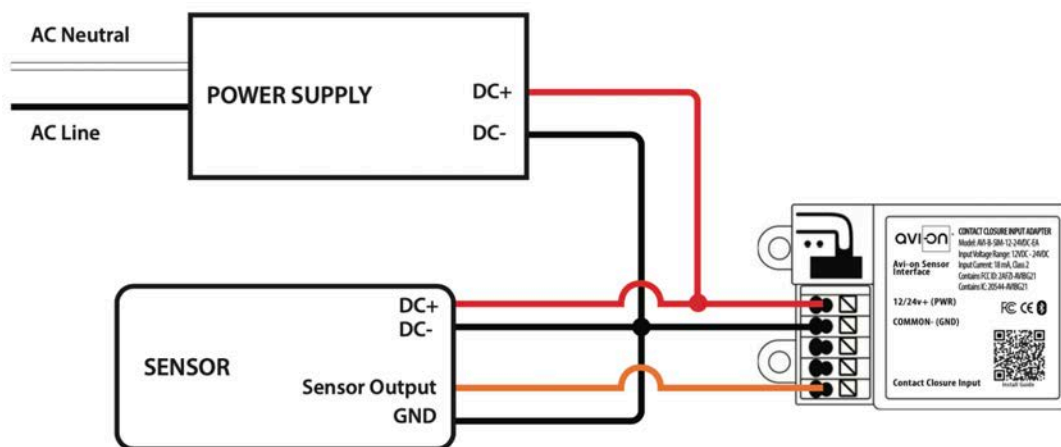 AC Neutral
AC Line
POWER SUPPLY
DC+
DC-
SENSOR
DC+
DC-
Sensor Output
GND
avi-on
CONTACT CLOSURE INPUT ADAPTER
Model: AVI-B-SIM-12-24VDC-EA
Input Voltage Range: 12VDC - 24VDC
Input Current: 18 mA, Class 2
Contains FCC ID: 2AFZI-AVIBG21
Contains IC: 20544-AVIBG21
Avi-on Sensor
Interface
12/24v+ (PWR)
COMMON- (GND)
FC CE
Contact Closure Input
Install Guide